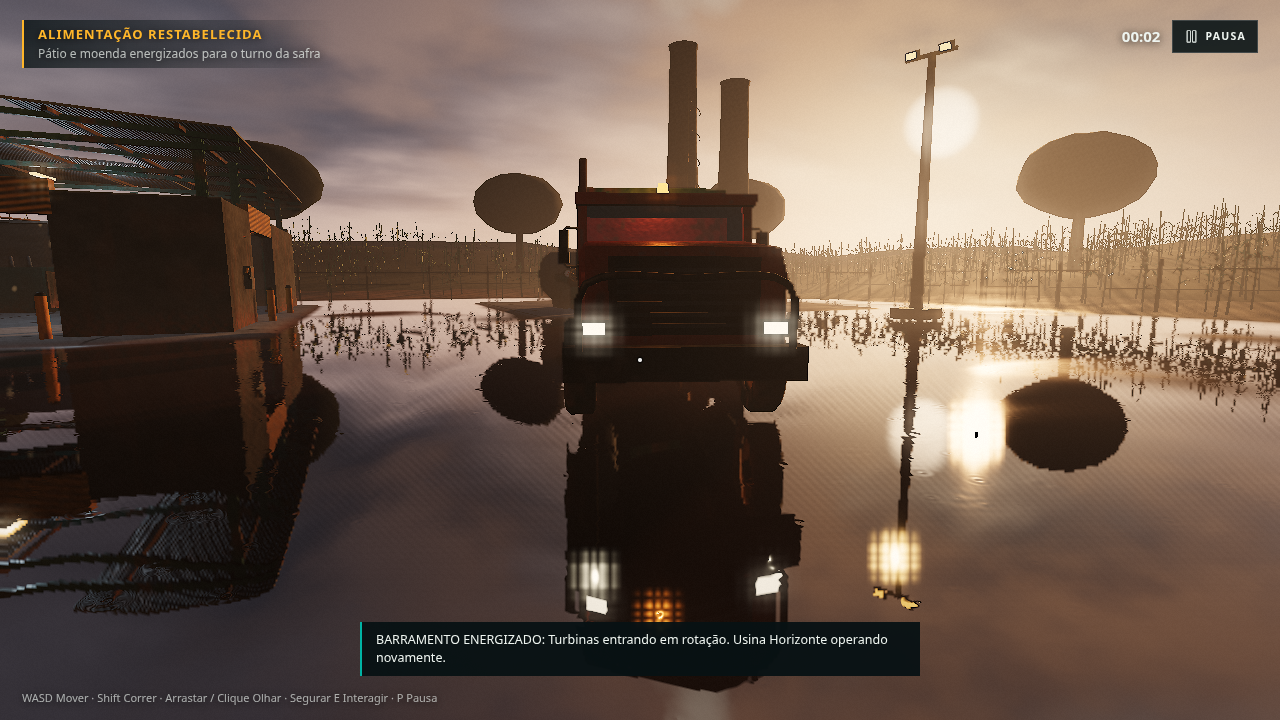 ALIMENTAÇÃO RESTABELECIDA
Pátio e moenda energizados para o turno da safra
00:02
PAUSA
BARRAMENTO ENERGIZADO: Turbinas entrando em rotação. Usina Horizonte operando
novamente.
WASD Mover · Shift Correr · Arrastar / Clique Olhar · Segurar E Interagir · P Pausa